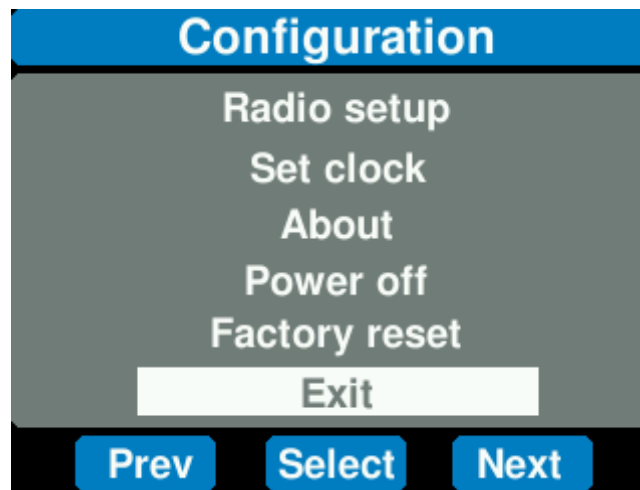 Configuration
Radio setup
Set clock
About
Power off
Factory reset
Exit
Prev Select Next